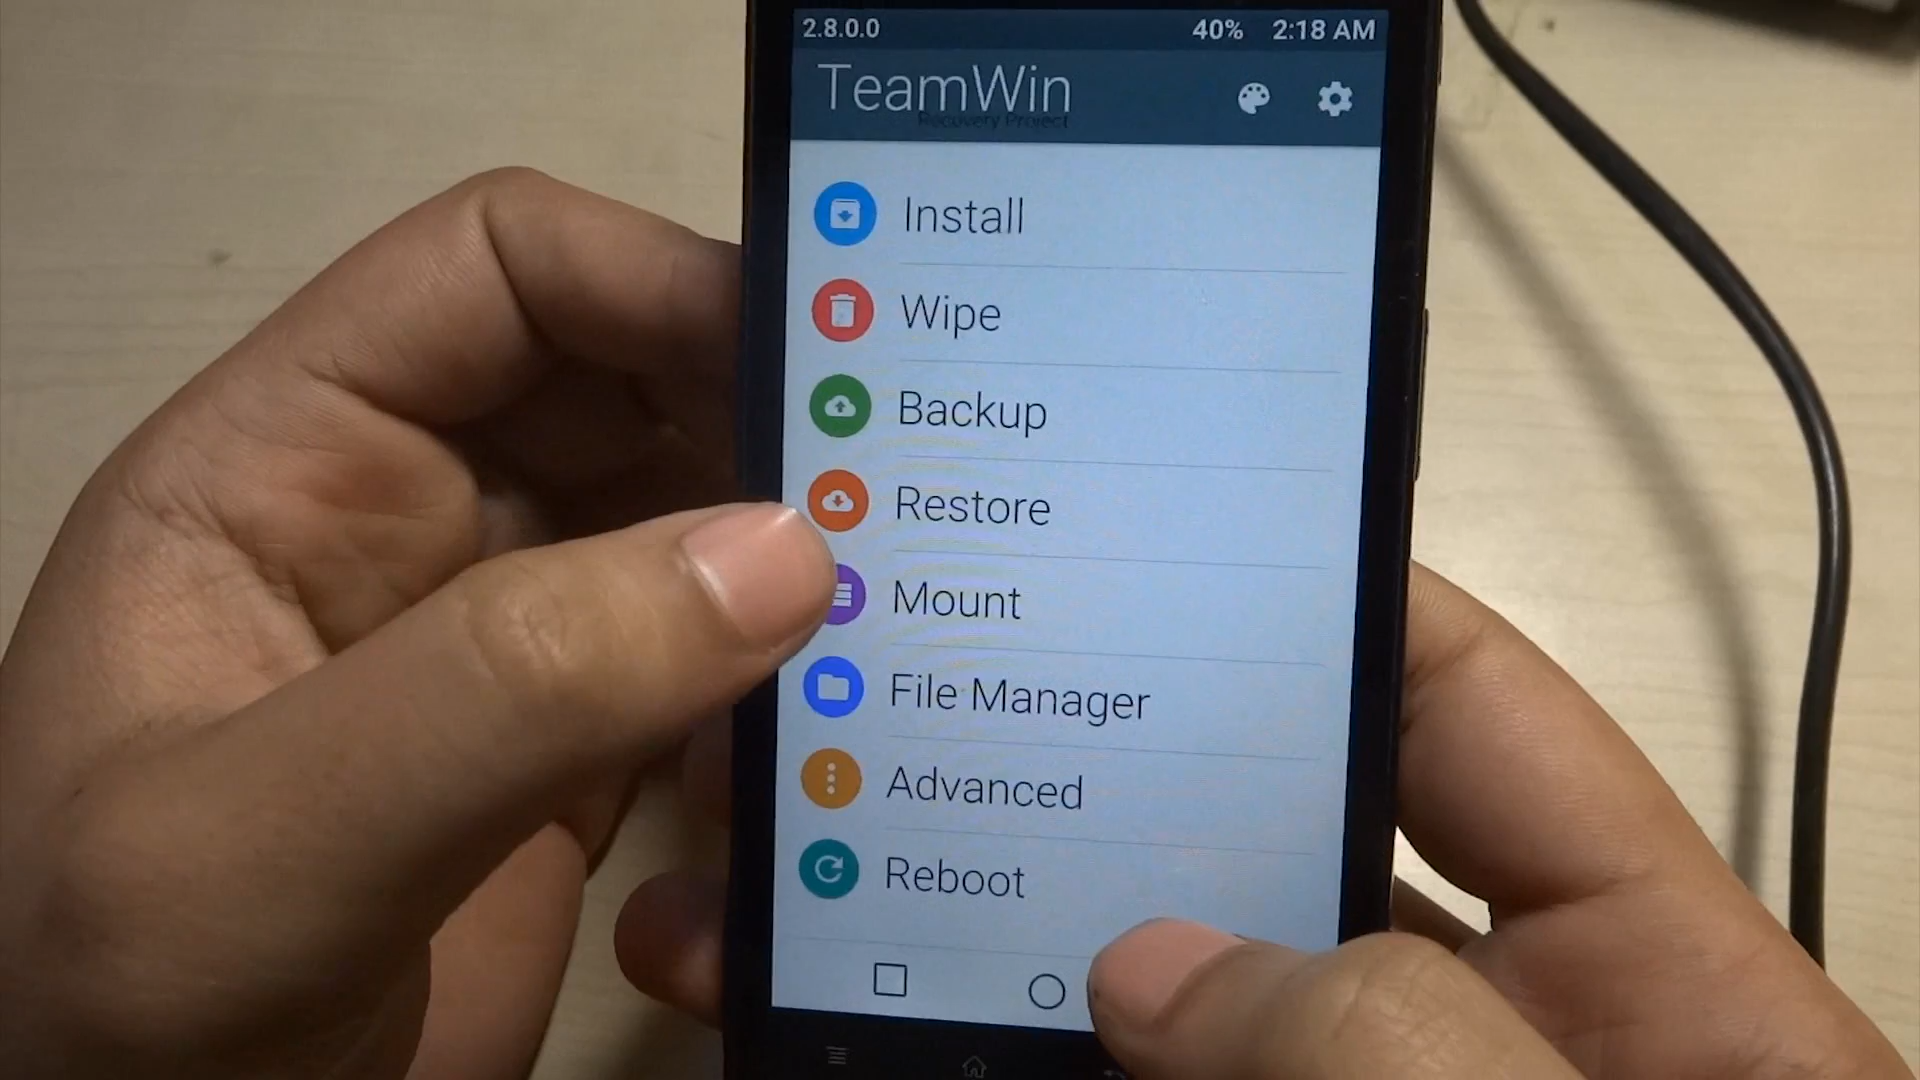 2.8.0.0 40% 2:18 AM
TeamWin
Recovery Project
Install
Wipe
Backup
Restore
Mount
File Manager
Advanced
Reboot